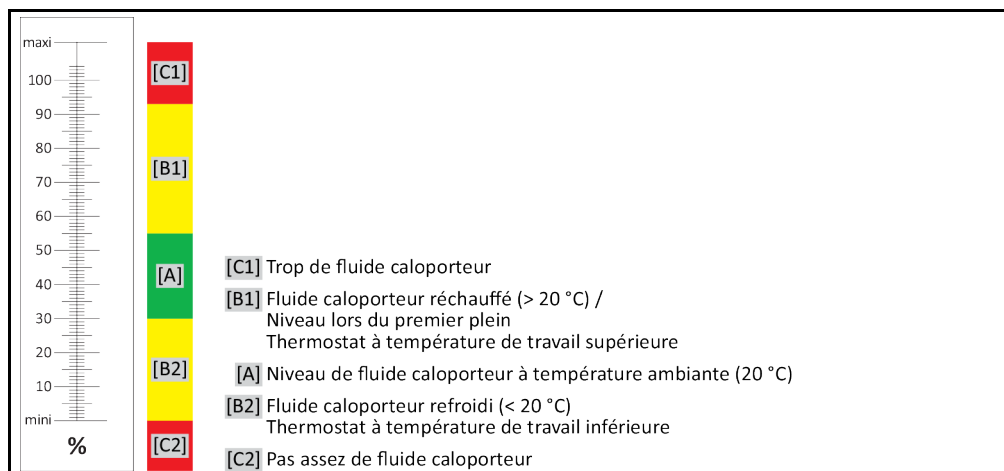 maxi
100
90
80
70
60
50
40
30
20
10
mini
%
[C1]
[B1]
[A]
[B2]
[C2]
[C1] Trop de fluide caloporteur
[B1] Fluide caloporteur réchauffé (> 20 °C) /
Niveau lors du premier plein
Thermostat à température de travail supérieure
[A] Niveau de fluide caloporteur à température ambiante (20 °C)
[B2] Fluide caloporteur refroidi (< 20 °C)
Thermostat à température de travail inférieure
[C2] Pas assez de fluide caloporteur